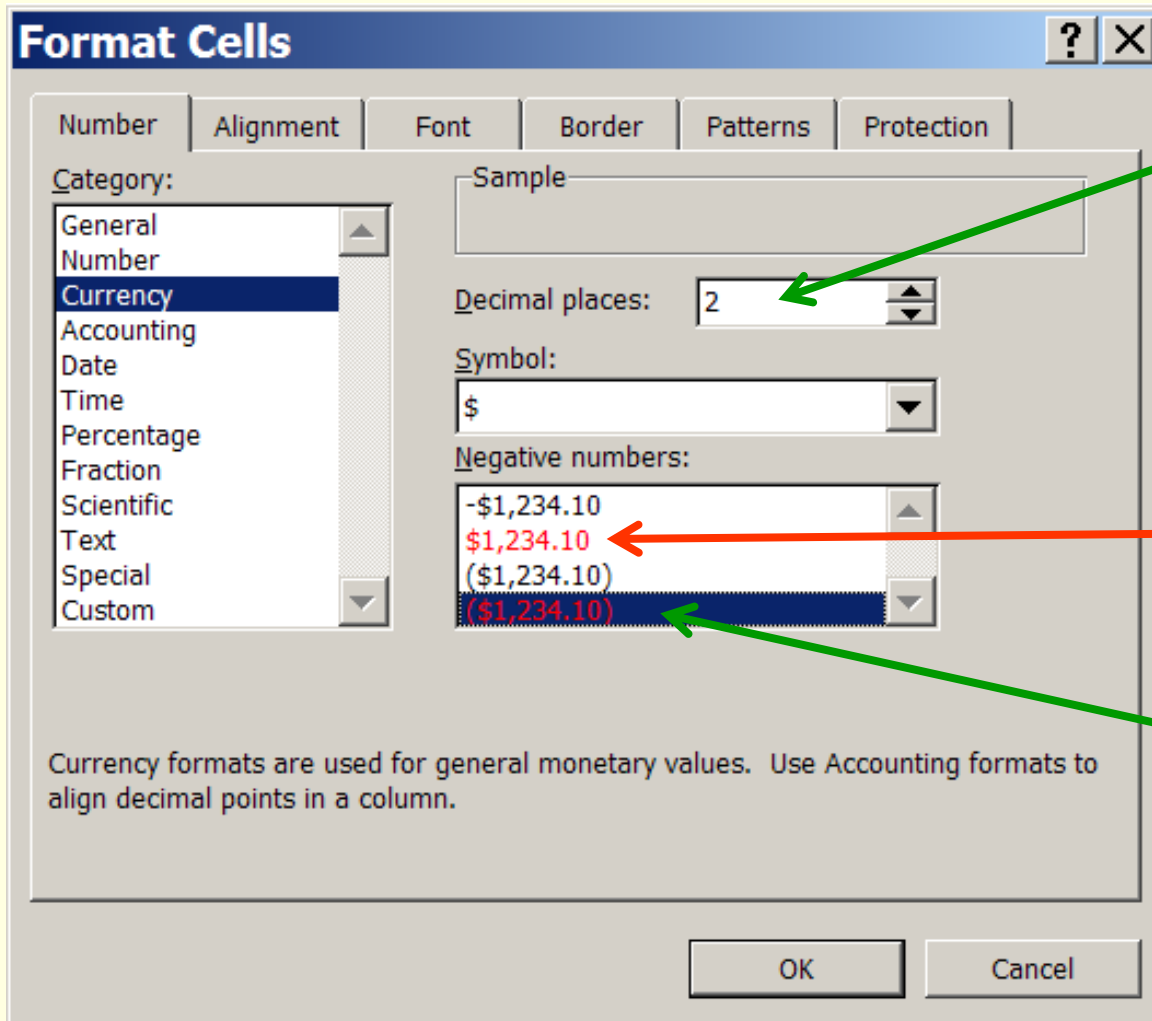 Format Cells
?
Number Alignment Font Border Patterns Protection
Category:
General
Number
Currency
Accounting
Date
Time
Percentage
Fraction
Scientific
Text
Special
Custom
Sample
Decimal places:
2
Symbol:
$
Negative numbers:
-$1,234.10
$1,234.10
($1,234.10)
($1,234.10)
Currency formats are used for general monetary values. Use Accounting formats to
align decimal points in a column.
OK Cancel